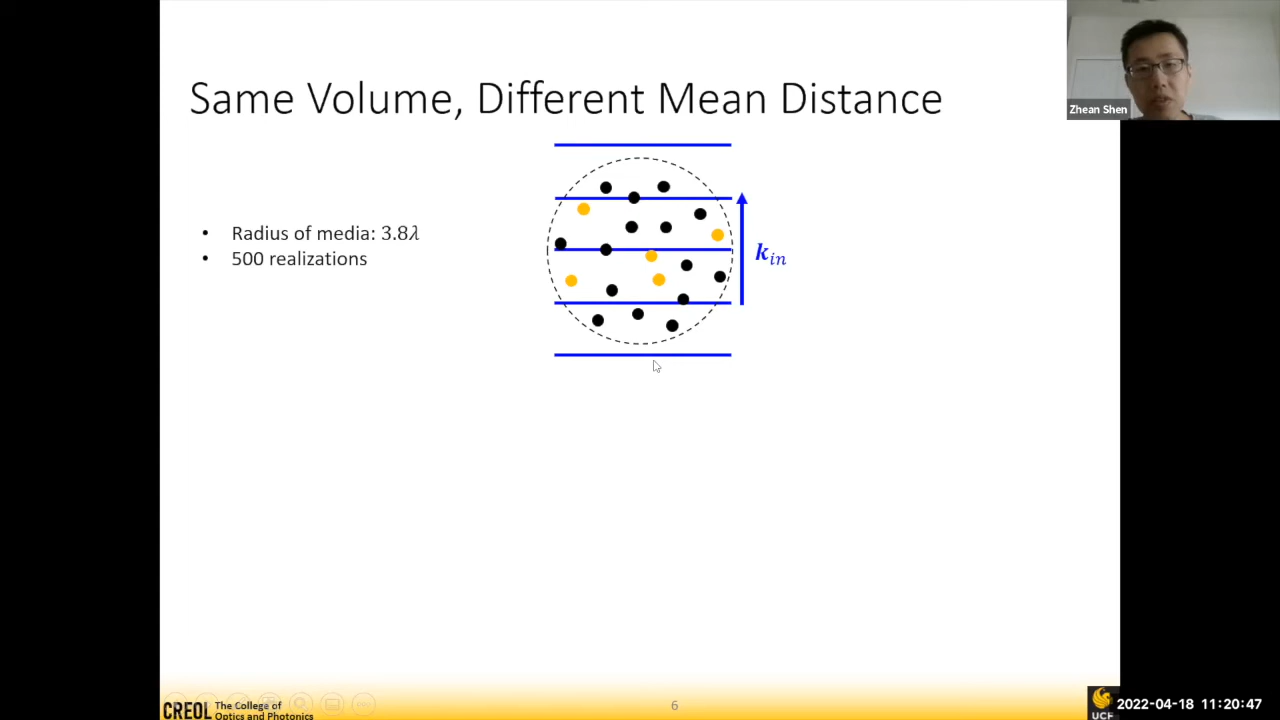 Same Volume, Different Mean Distance
Zhean Shen
• Radius of media: 3.8λ
• 500 realizations
k_in
CREOL
The College of
Optics and Photonics
6
UCF
2022-04-18 11:20:47